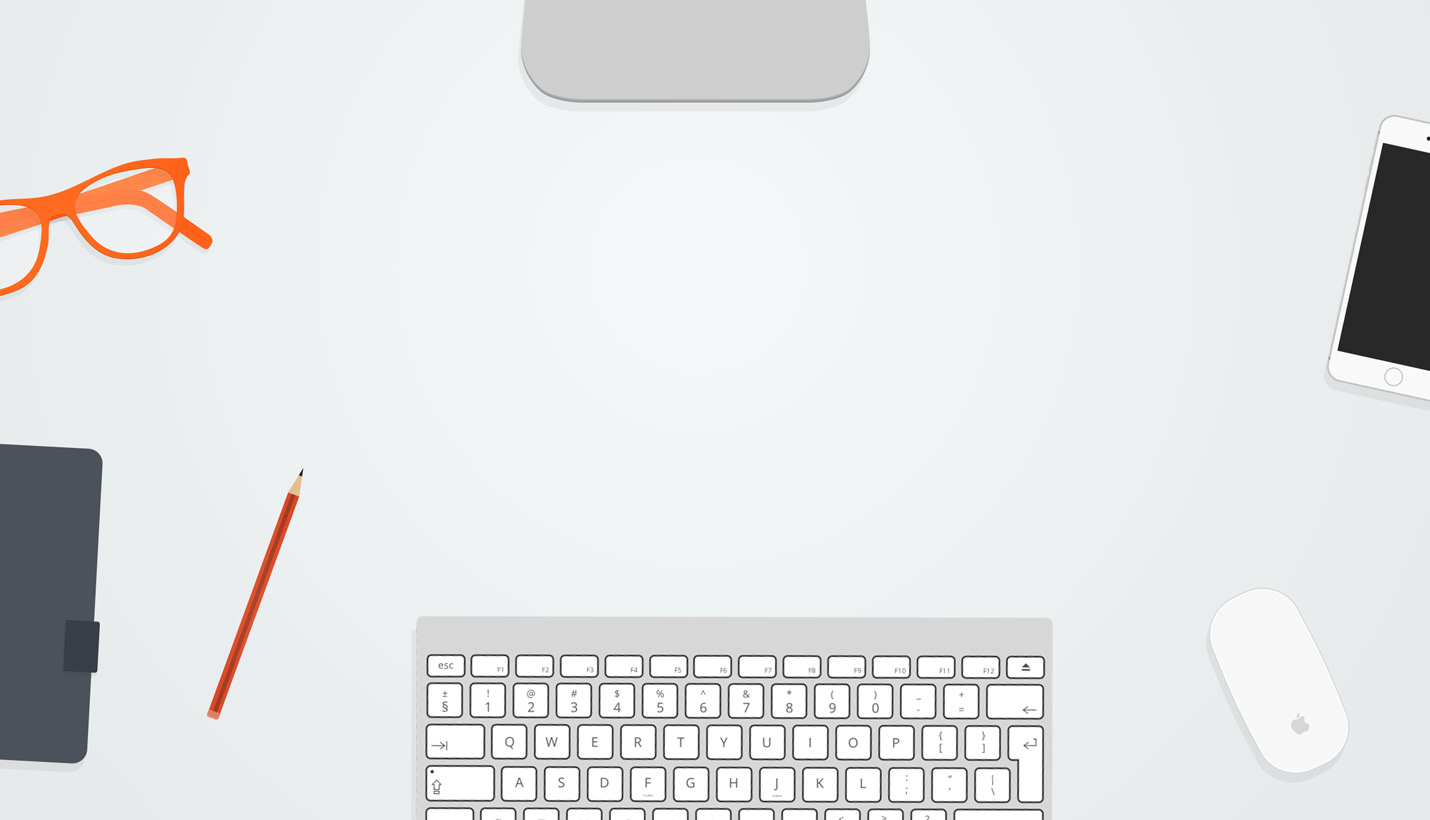 esc F1 F2 F3 F4 F5 F6 F7 F8 F9 F10 F11 F12
± ! @ # $ % ^ & * ( ) _ +
§ 1 2 3 4 5 6 7 8 9 0 - =
Q W E R T Y U I O P { }
[ ]
A S D F G H J K L : " |
; ' \
< > ?